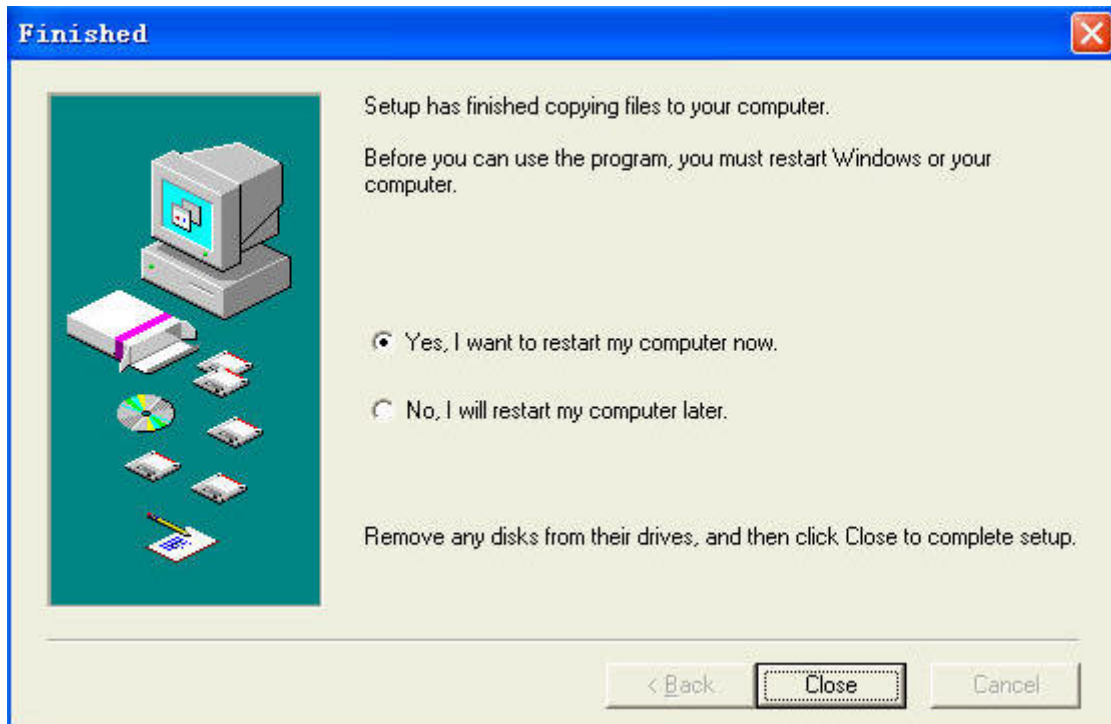 Finished
Setup has finished copying files to your computer.
Before you can use the program, you must restart Windows or your
computer.
Yes, I want to restart my computer now.
No, I will restart my computer later.
Remove any disks from their drives, and then click Close to complete setup.
< Back
Close
Cancel